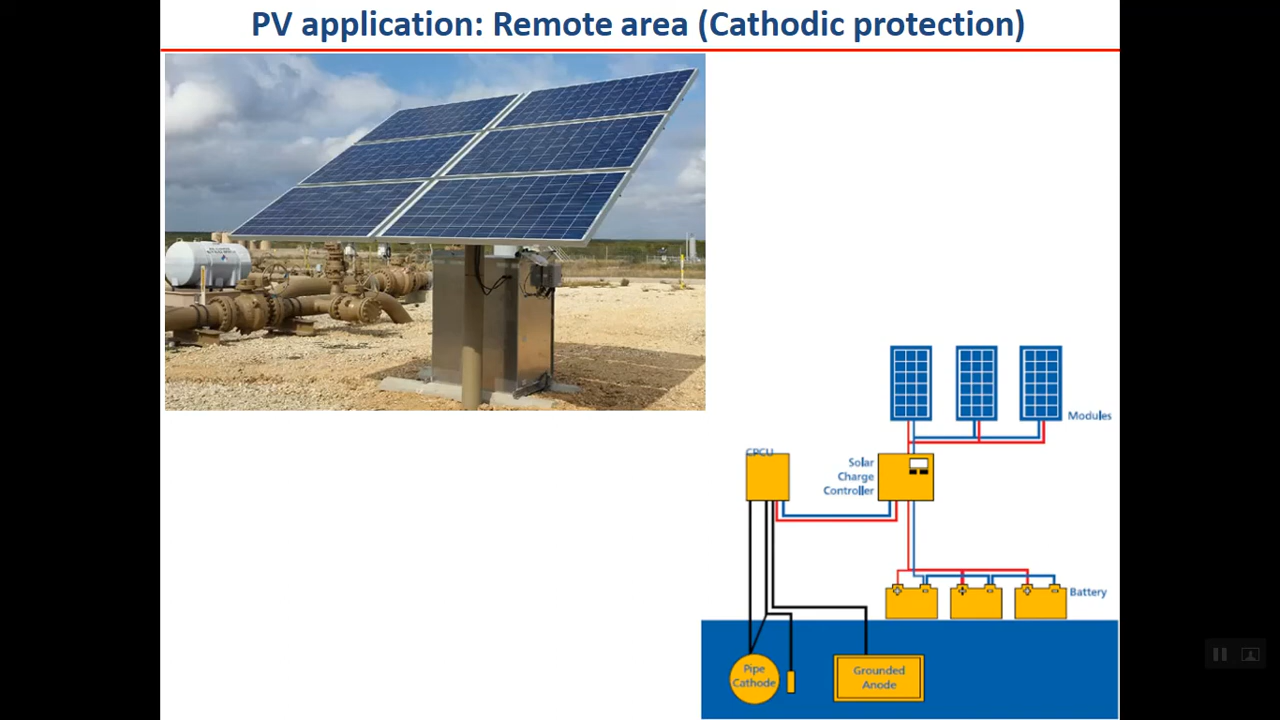 PV application: Remote area (Cathodic protection)
Modules
CPCU
Solar
Charge
Controller
Battery
Pipe
Cathode
Grounded
Anode